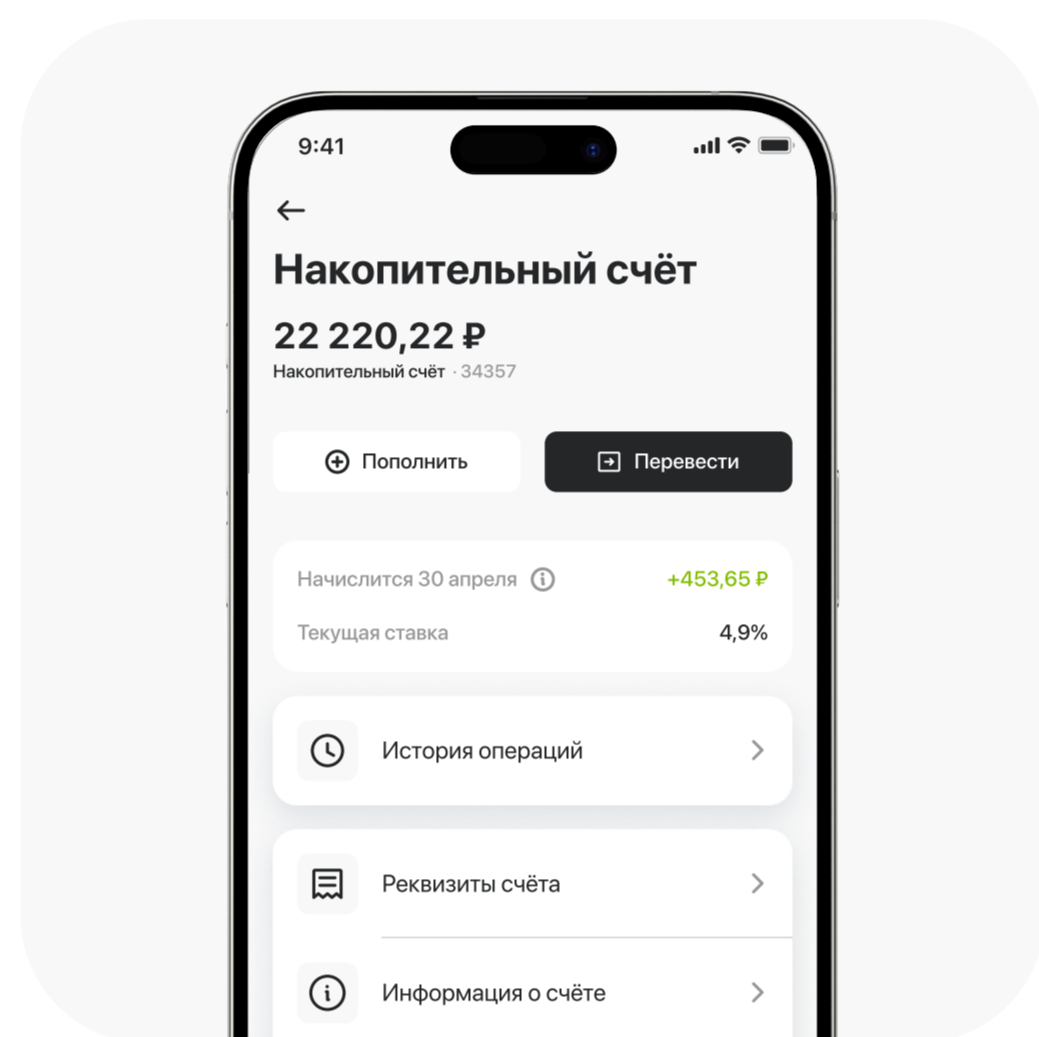 9:41
Накопительный счёт
22 220,22 ₽
Накопительный счёт · 34357
Пополнить
Перевести
Начислится 30 апреля +453,65 ₽
Текущая ставка 4,9%
История операций
Реквизиты счёта
Информация о счёте